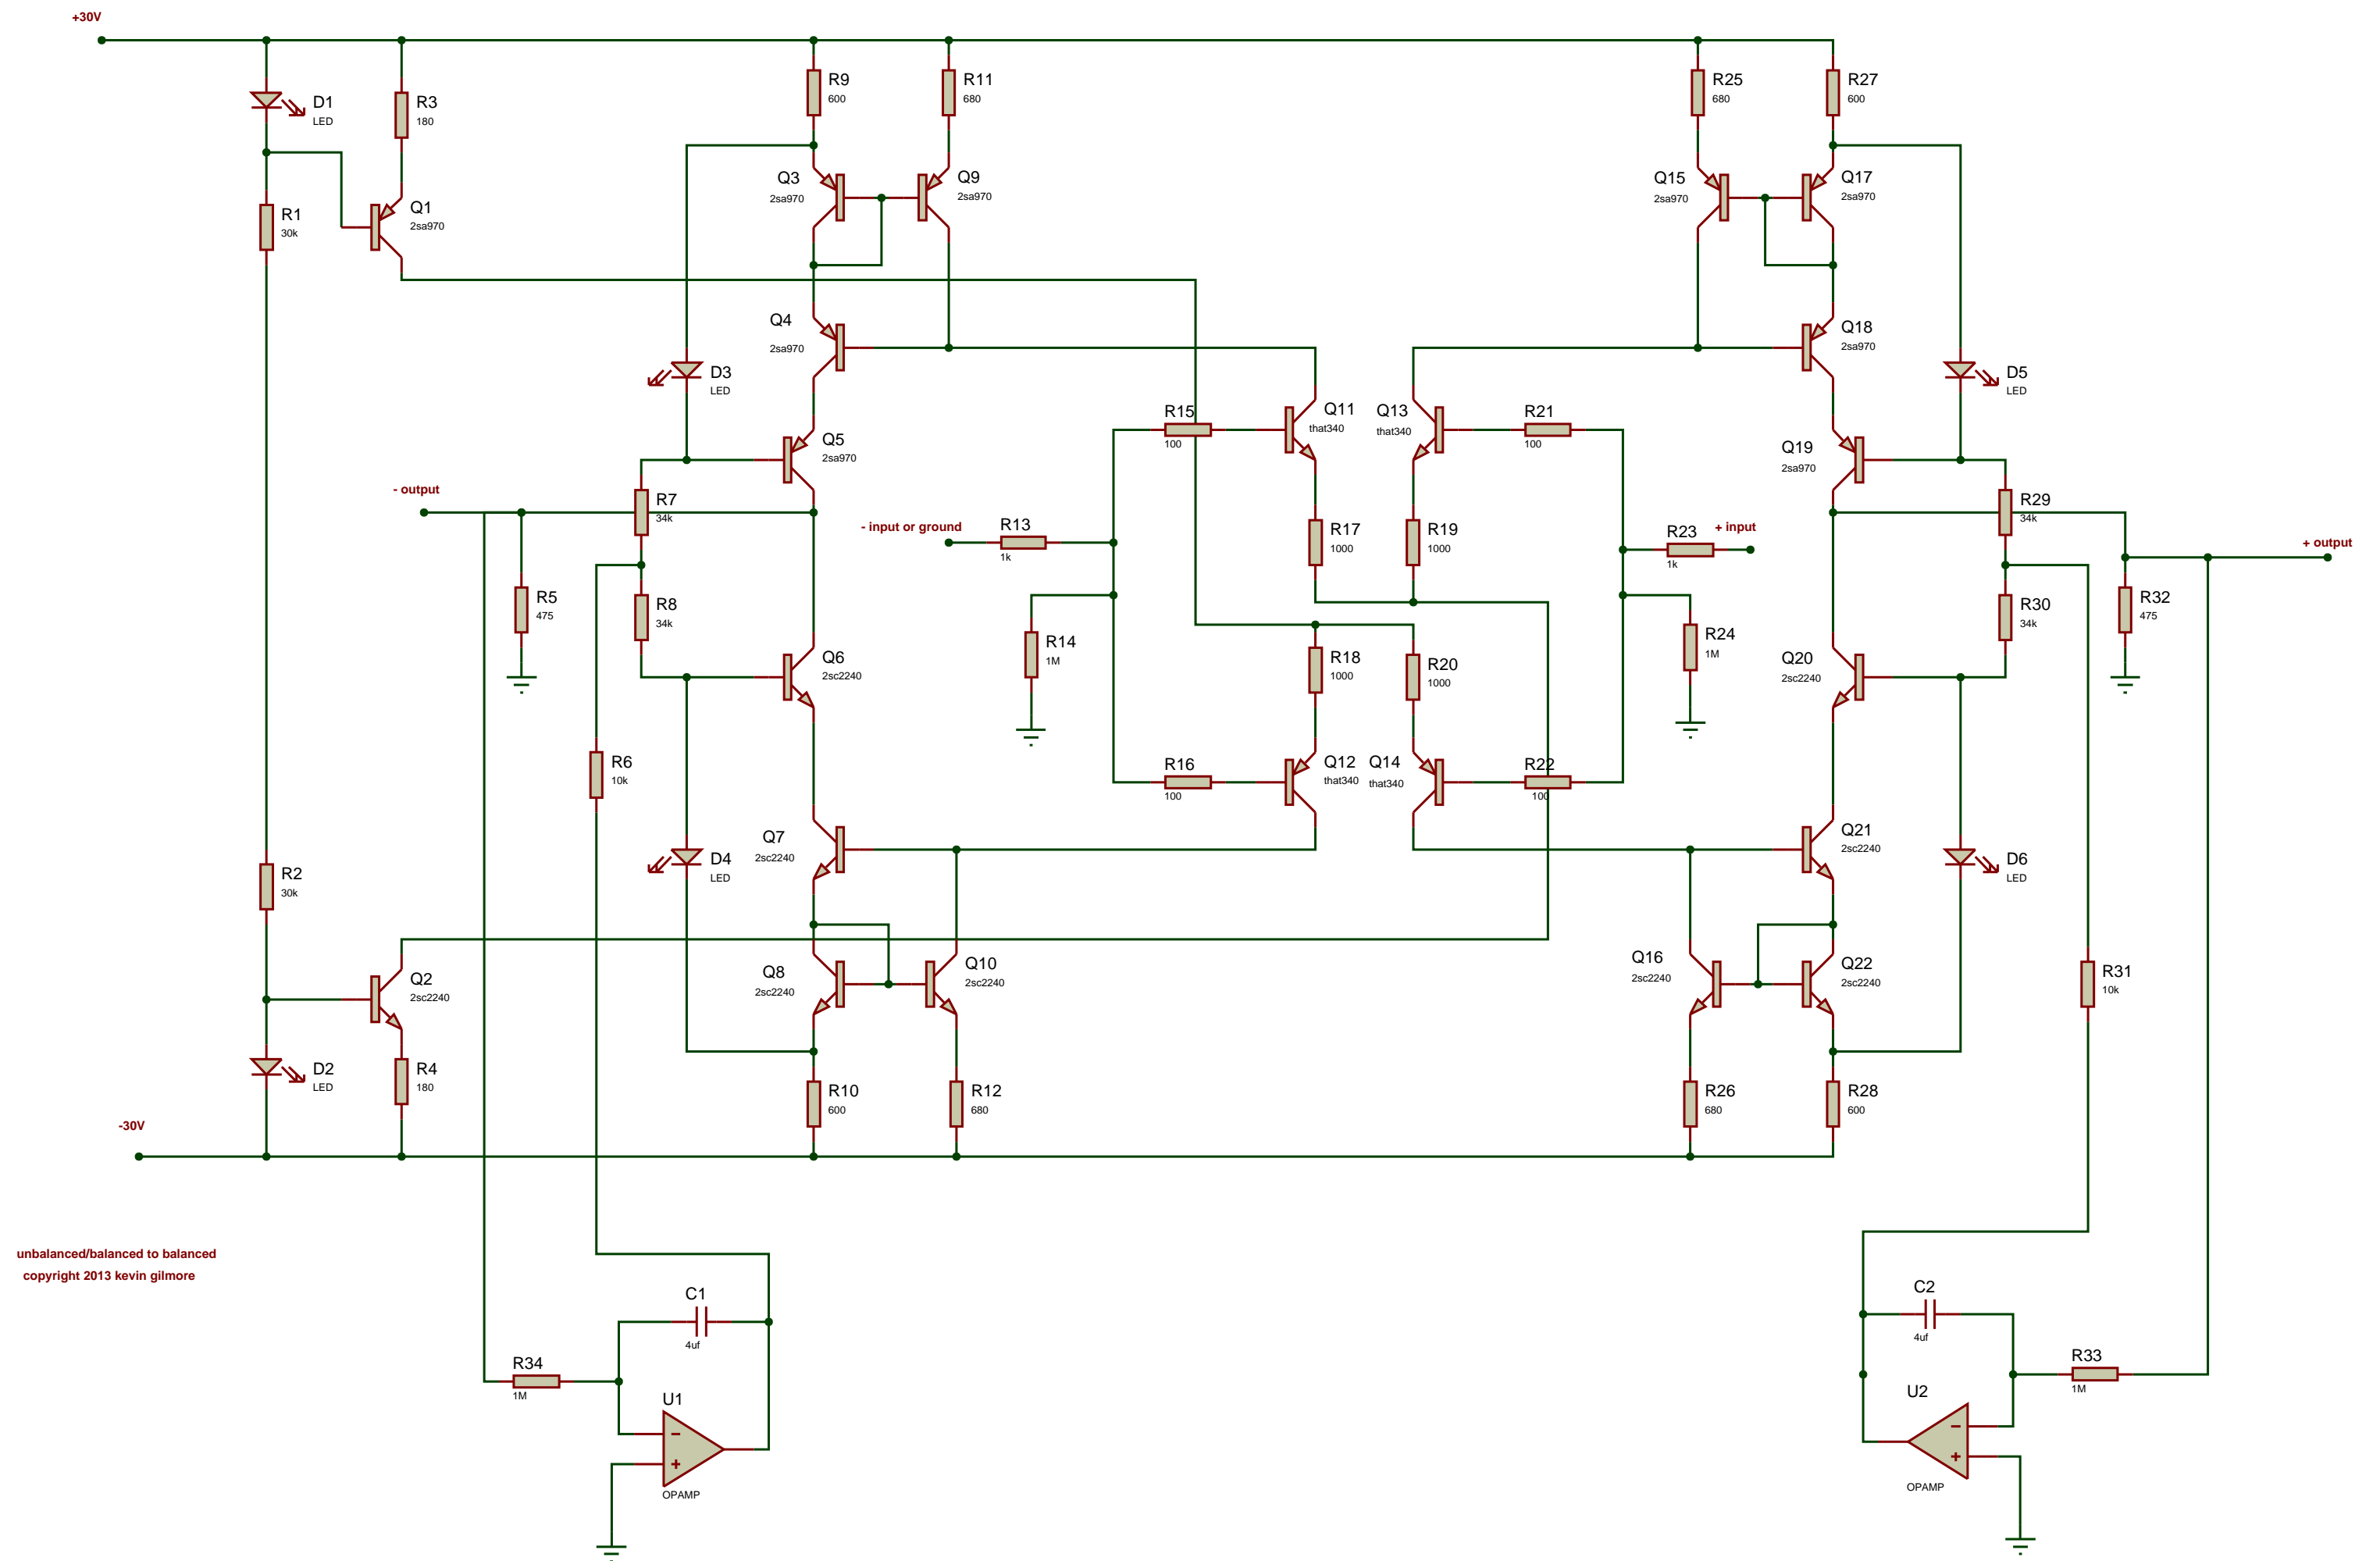 +30V
D1
LED
R3
180
R9
600
R11
680
R25
680
R27
600
R1
30k
Q1
2sa970
Q3
2sa970
Q9
2sa970
Q15
2sa970
Q17
2sa970
Q4
2sa970
Q18
2sa970
D3
LED
D5
LED
Q5
2sa970
R15
100
Q11
that340
Q13
that340
R21
100
Q19
2sa970
- output
R7
34k
- input or ground
R13
1k
R17
1000
R19
1000
R23
1k
+ input
R29
34k
+ output
R5
475
R8
34k
R14
1M
R24
1M
R30
34k
R32
475
Q6
2sc2240
R18
1000
R20
1000
Q20
2sc2240
R6
10k
R16
100
Q12
that340
Q14
that340
R22
100
Q7
2sc2240
D4
LED
Q21
2sc2240
D6
LED
R2
30k
Q2
2sc2240
Q8
2sc2240
Q10
2sc2240
Q16
2sc2240
Q22
2sc2240
R31
10k
D2
LED
R4
180
R10
600
R12
680
R26
680
R28
600
-30V
unbalanced/balanced to balanced
copyright 2013 kevin gilmore
C1
4uf
R34
1M
U1
OPAMP
C2
4uf
R33
1M
U2
OPAMP